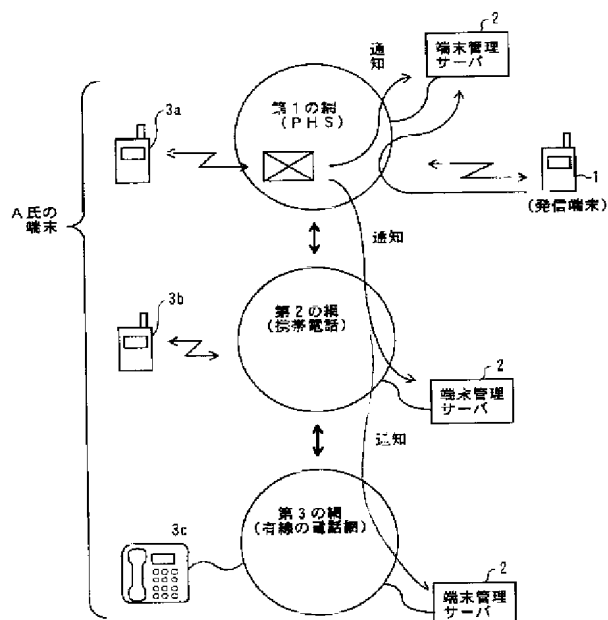 2
通知
端末管理
サーバ
第1の網
(PHS)
3a
1
(発信端末)
A氏の
端末
通知
3b
第2の網
(携帯電話)
2
端末管理
サーバ
通知
第3の網
(有線の電話網)
3c
2
端末管理
サーバ